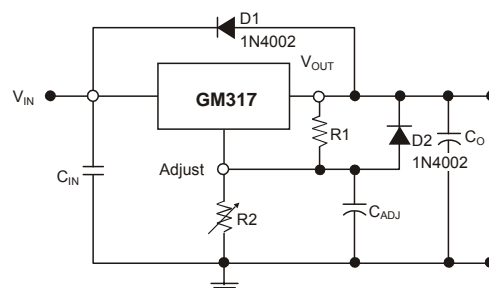 D1
1N4002
V_OUT
V_IN
GM317
R1
D2
1N4002
C_O
C_IN
Adjust
R2
C_ADJ